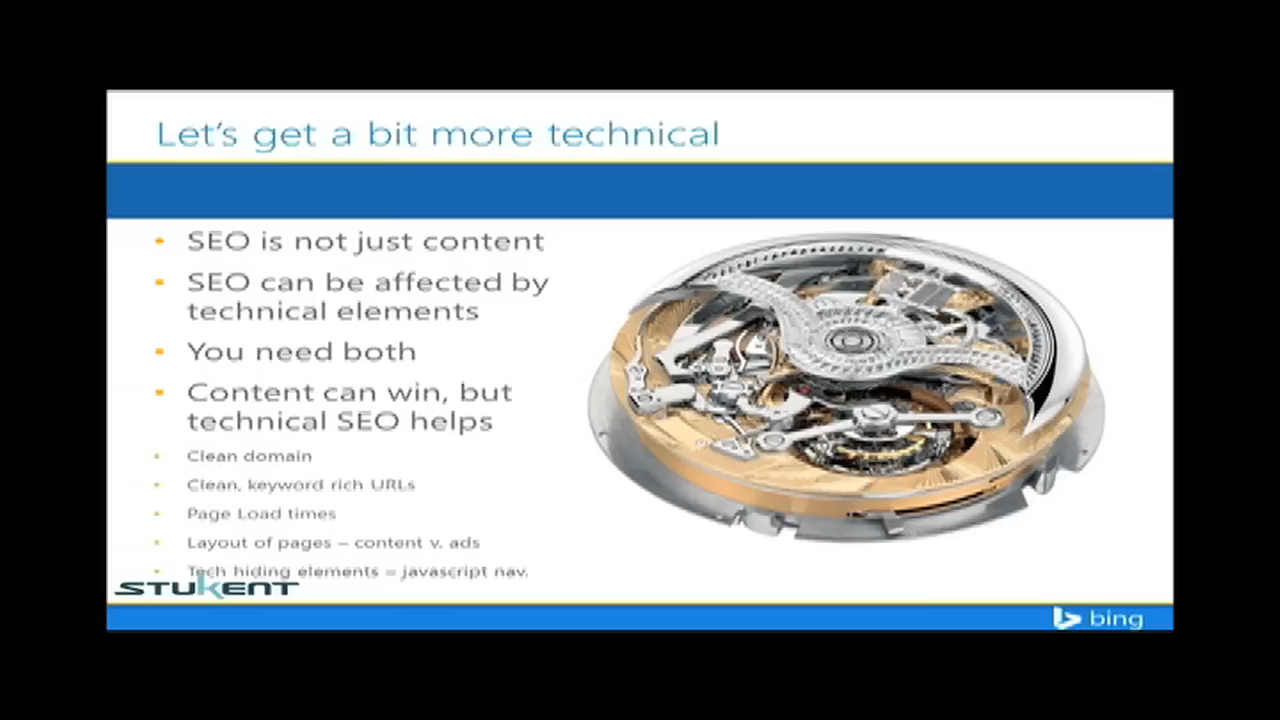 Let's get a bit more technical
• SEO is not just content
• SEO can be affected by
technical elements
• You need both
• Content can win, but
technical SEO helps
• Clean domain
• Clean, keyword rich URLs
• Page Load times
• Layout of pages – content v. ads
• Tech hiding elements = javascript nav.
STUKENT
bing